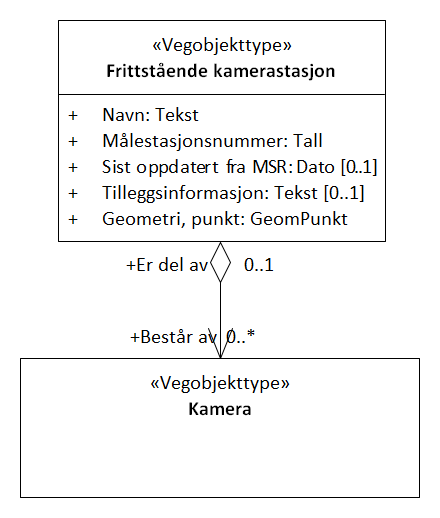 «Vegobjekttype»
Frittstående kamerastasjon
+ Navn: Tekst
+ Målestasjonsnummer: Tall
+ Sist oppdatert fra MSR: Dato [0..1]
+ Tilleggsinformasjon: Tekst [0..1]
+ Geometri, punkt: GeomPunkt
+Er del av 0..1
+Består av 0..*
«Vegobjekttype»
Kamera